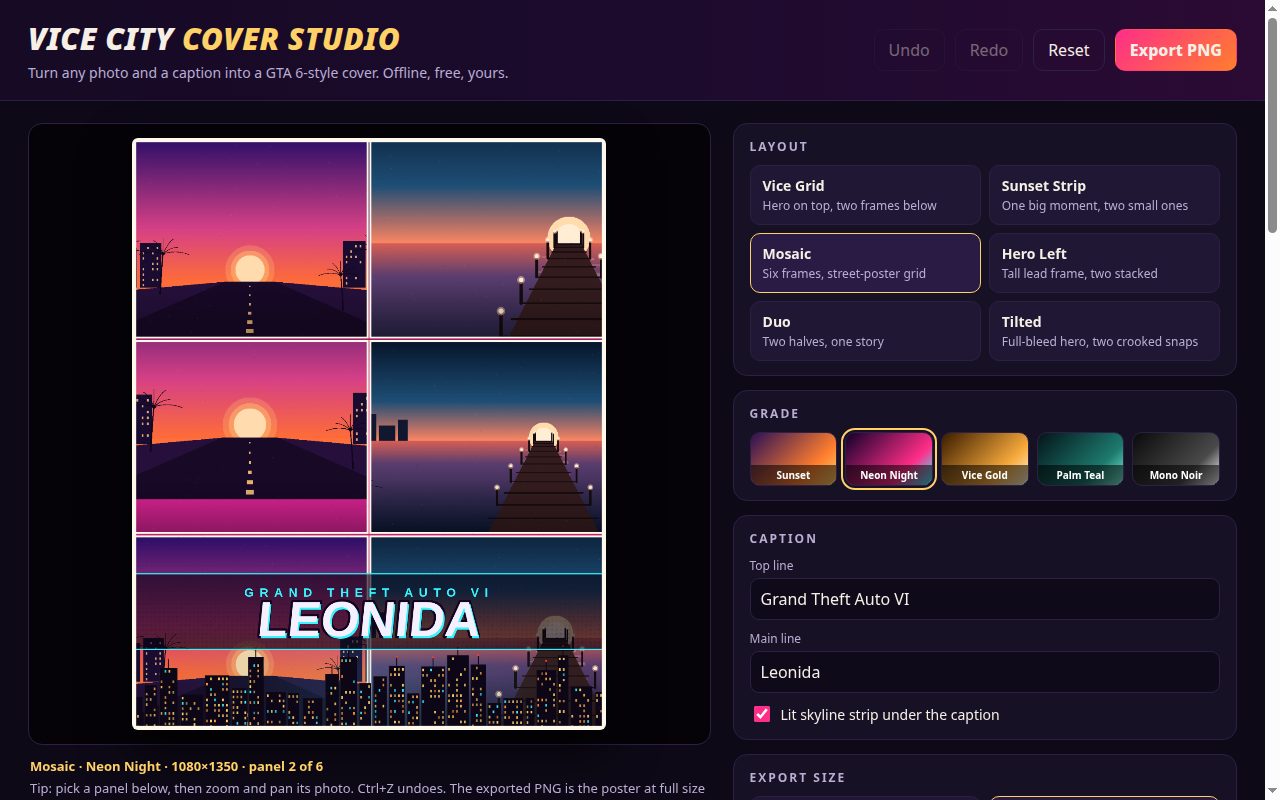 VICE CITY COVER STUDIO
Turn any photo and a caption into a GTA 6-style cover. Offline, free, yours.
Undo
Redo
Reset
Export PNG
GRAND THEFT AUTO VI
LEONIDA
Mosaic · Neon Night · 1080×1350 · panel 2 of 6
Tip: pick a panel below, then zoom and pan its photo. Ctrl+Z undoes. The exported PNG is the poster at full size
LAYOUT
Vice Grid
Hero on top, two frames below
Sunset Strip
One big moment, two small ones
Mosaic
Six frames, street-poster grid
Hero Left
Tall lead frame, two stacked
Duo
Two halves, one story
Tilted
Full-bleed hero, two crooked snaps
GRADE
Sunset
Neon Night
Vice Gold
Palm Teal
Mono Noir
CAPTION
Top line
Grand Theft Auto VI
Main line
Leonida
Lit skyline strip under the caption
EXPORT SIZE